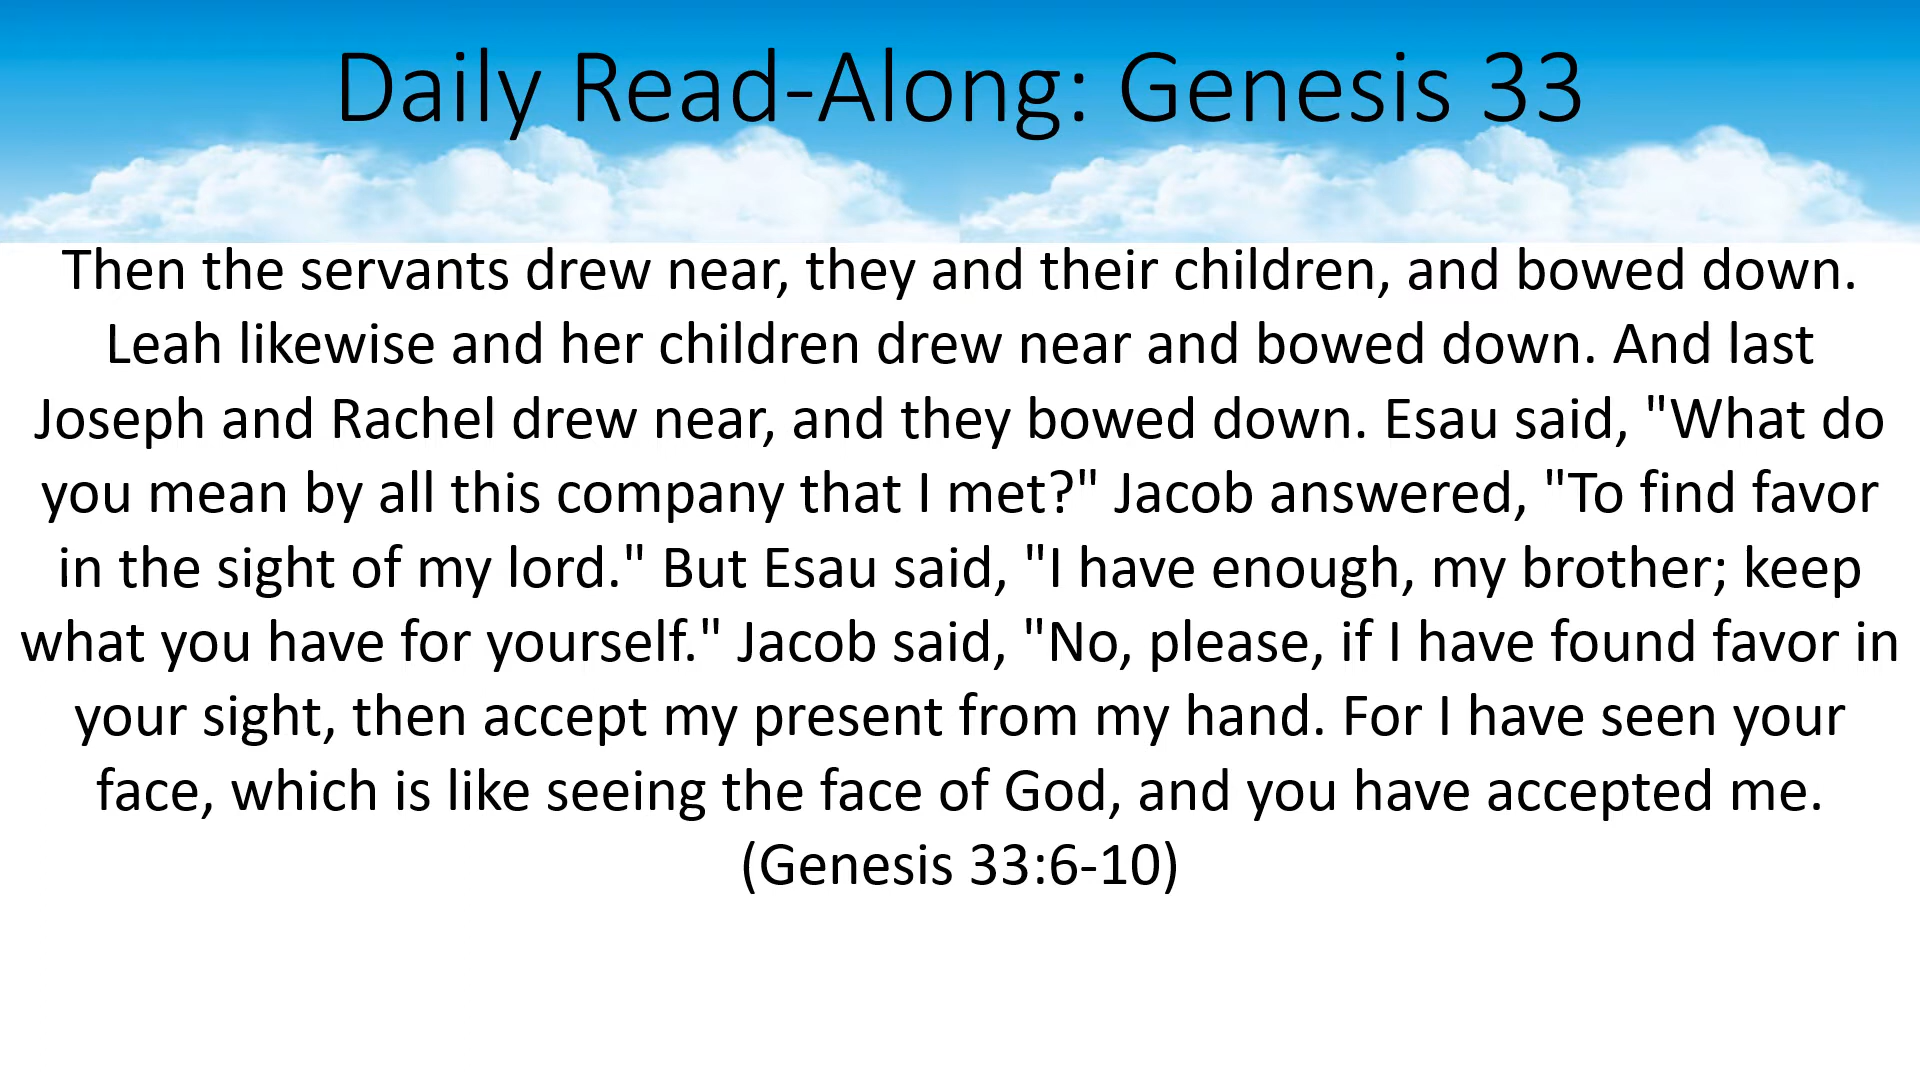 Daily Read-Along: Genesis 33
Then the servants drew near, they and their children, and bowed down.
Leah likewise and her children drew near and bowed down. And last
Joseph and Rachel drew near, and they bowed down. Esau said, "What do
you mean by all this company that I met?" Jacob answered, "To find favor
in the sight of my lord." But Esau said, "I have enough, my brother; keep
what you have for yourself." Jacob said, "No, please, if I have found favor in
your sight, then accept my present from my hand. For I have seen your
face, which is like seeing the face of God, and you have accepted me.
(Genesis 33:6-10)